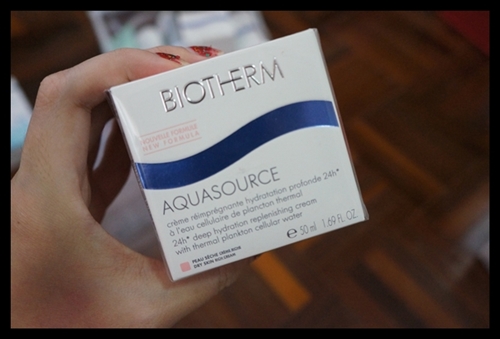 BIOTHERM
NOUVELLE FORMULE
NEW FORMULA
AQUASOURCE
crème réimprégnante hydratation profonde 24h*
à l'eau cellulaire de plancton thermal
24h* deep hydration replenishing cream
with thermal plankton cellular water
e 50 ml 1.69 FL OZ
PEAU SÈCHE
DRY SKIN